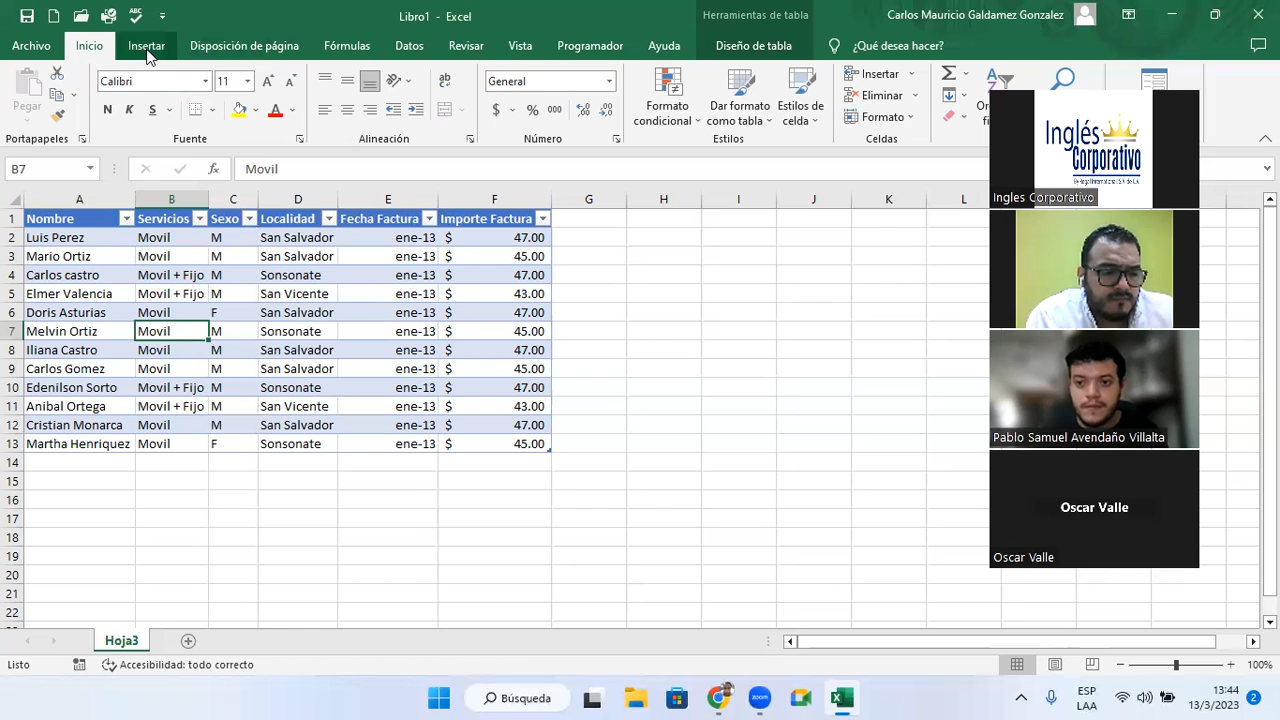 Libro1 - Excel
Herramientas de tabla
Carlos Mauricio Galdamez Gonzalez
Archivo Inicio Insertar Disposición de página Fórmulas Datos Revisar Vista Programador Ayuda Diseño de tabla ¿Qué desea hacer?
Pegar
Calibri 11
N K S
ab
General
$ % 000
Formato condicional
Dar formato como tabla
Estilos de celda
Insertar
Eliminar
Formato
Portapapeles Fuente Alineación Número Estilos Celdas
B7 fx Movil
A B C D E F G H I J K L
1 Nombre Servicios Sexo Localidad Fecha Factura Importe Factura
2 Luis Perez Movil M San Salvador ene-13 $ 47.00
3 Mario Ortiz Movil M San Salvador ene-13 $ 45.00
4 Carlos castro Movil + Fijo M Sonsonate ene-13 $ 47.00
5 Elmer Valencia Movil + Fijo M San Vicente ene-13 $ 43.00
6 Doris Asturias Movil F San Salvador ene-13 $ 47.00
7 Melvin Ortiz Movil M Sonsonate ene-13 $ 45.00
8 Iliana Castro Movil M San Salvador ene-13 $ 47.00
9 Carlos Gomez Movil M San Salvador ene-13 $ 45.00
10 Edenilson Sorto Movil + Fijo M Sonsonate ene-13 $ 47.00
11 Anibal Ortega Movil + Fijo M San Vicente ene-13 $ 43.00
12 Cristian Monarca Movil M San Salvador ene-13 $ 47.00
13 Martha Henriquez Movil F Sonsonate ene-13 $ 45.00
14
15
16
17
18
19
20
21
22
Inglés
Corporativo
Ingles Corporativo
Pablo Samuel Avendaño Villalta
Oscar Valle
Oscar Valle
Hoja3
Listo
Accesibilidad: todo correcto
100%
Búsqueda
zoom
ESP
LAA
13:44
13/3/2023
2